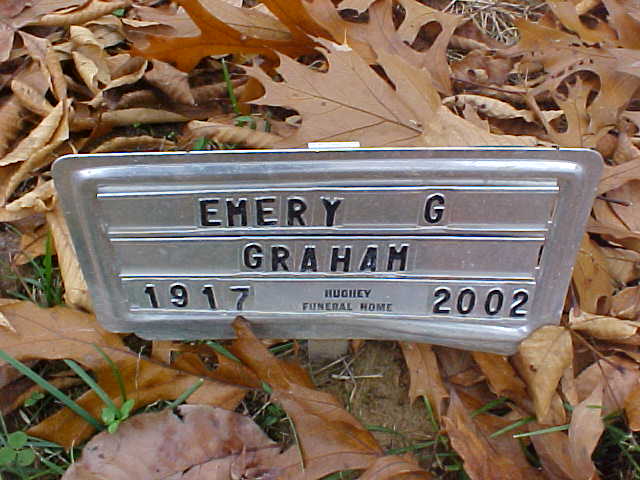 EMERY G
GRAHAM
1917 HUGHEY FUNERAL HOME 2002